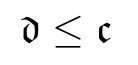 𝔡 ≤ 𝔠